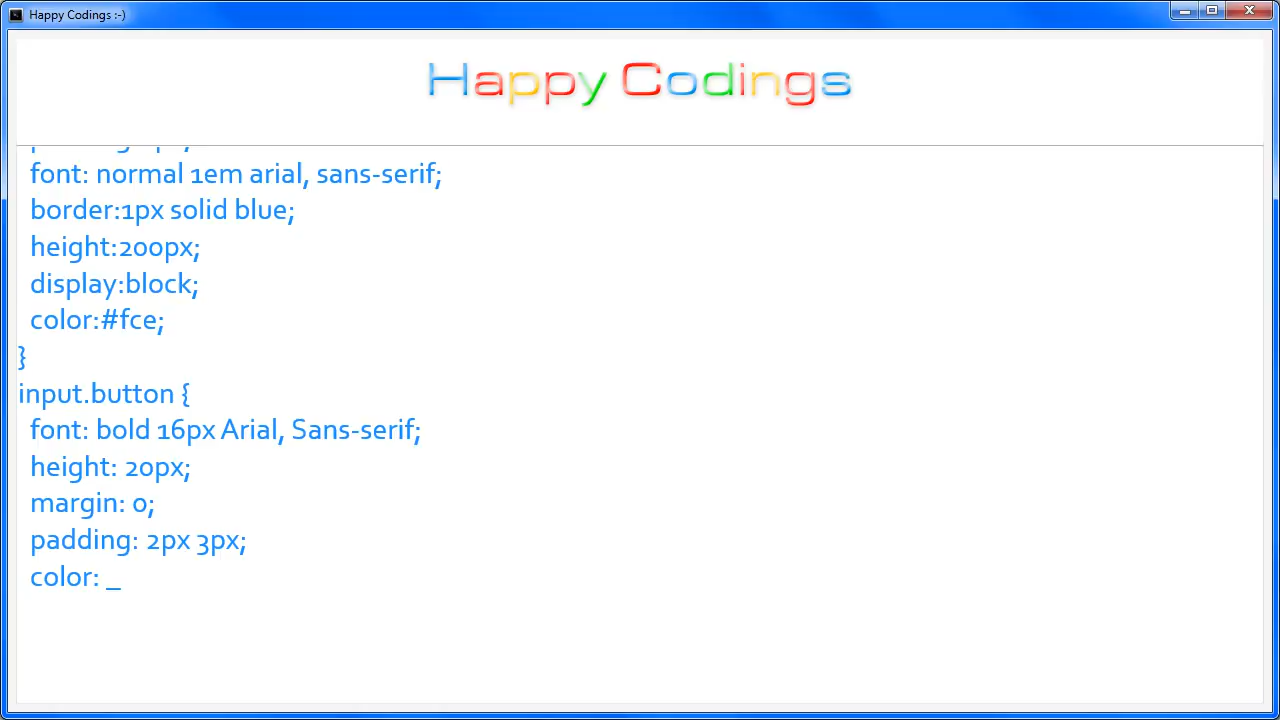 Happy Codings :-)
Happy Codings
font: normal 1em arial, sans-serif;
border:1px solid blue;
height:200px;
display:block;
color:#fce;
}
input.button {
font: bold 16px Arial, Sans-serif;
height: 20px;
margin: 0;
padding: 2px 3px;
color: _